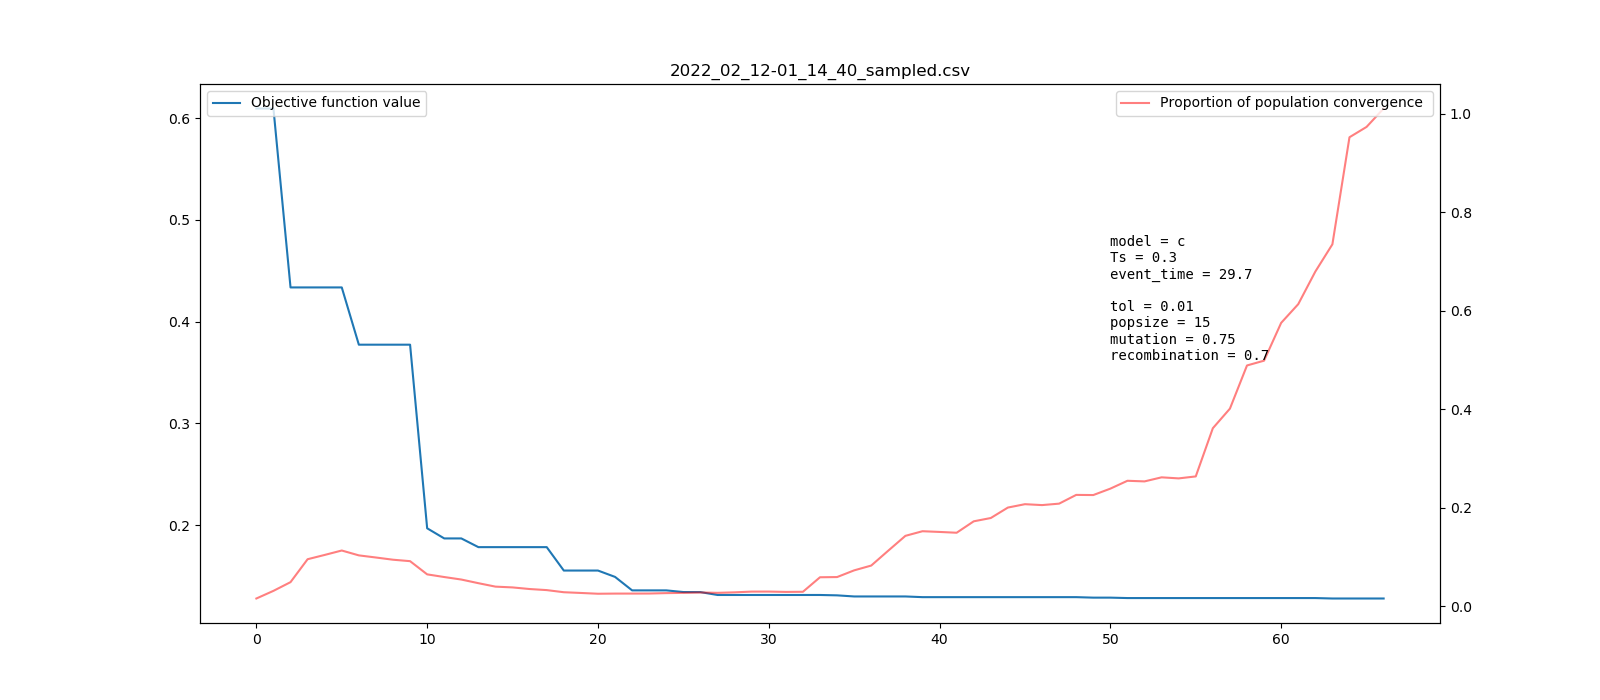 2022_02_12-01_14_40_sampled.csv
Objective function value
Proportion of population convergence
0.6
0.5
0.4
0.3
0.2
1.0
0.8
0.6
0.4
0.2
0.0
model = c
Ts = 0.3
event_time = 29.7
tol = 0.01
popsize = 15
mutation = 0.75
recombination = 0.7
0 10 20 30 40 50 60